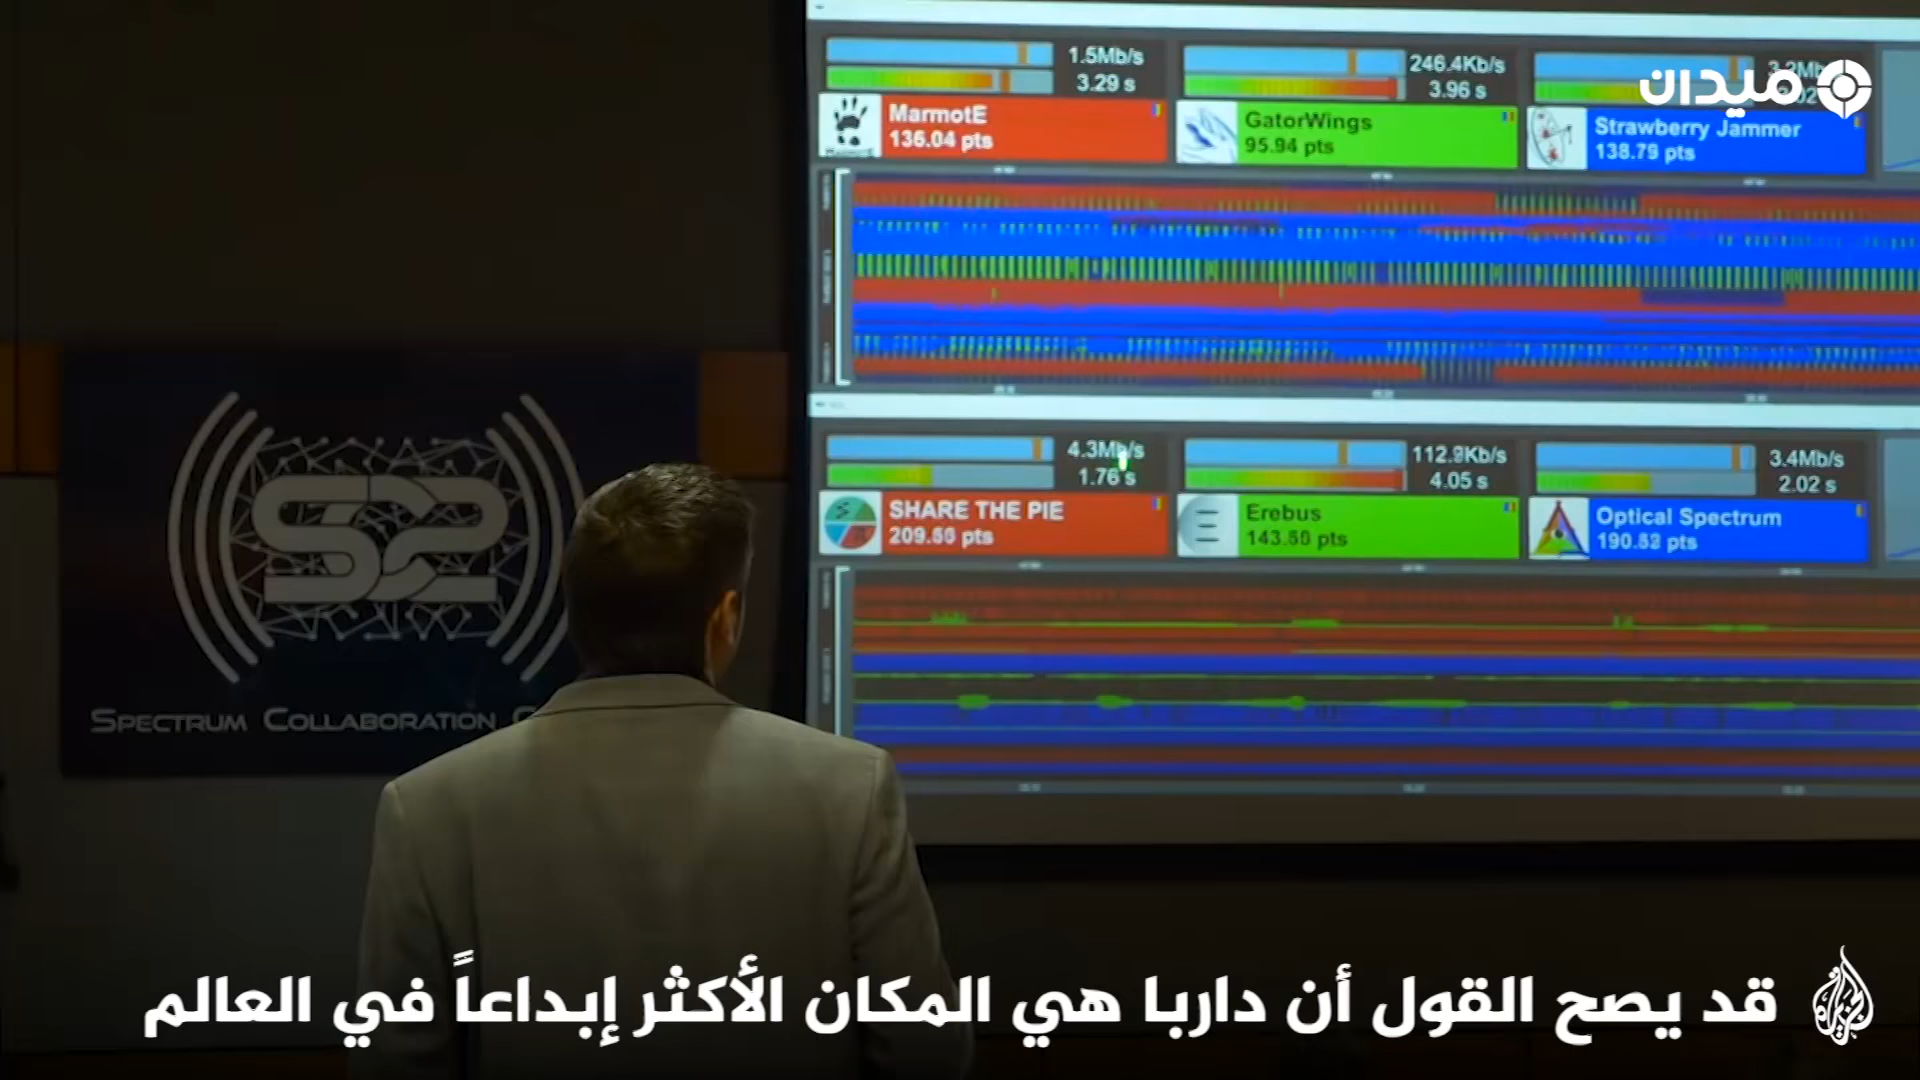 1.5Mb/s
3.29 s
MarmotE
136.04 pts
246.4Kb/s
3.96 s
GatorWings
95.94 pts
Strawberry Jammer
138.79 pts
ميدان
4.3Mb/s
1.76 s
SHARE THE PIE
209.56 pts
112.9Kb/s
4.05 s
Erebus
143.56 pts
3.4Mb/s
2.02 s
Optical Spectrum
190.52 pts
SC2
SPECTRUM COLLABORATION
قد يصح القول أن داربا هي المكان الأكثر إبداعاً في العالم
الجزيرة